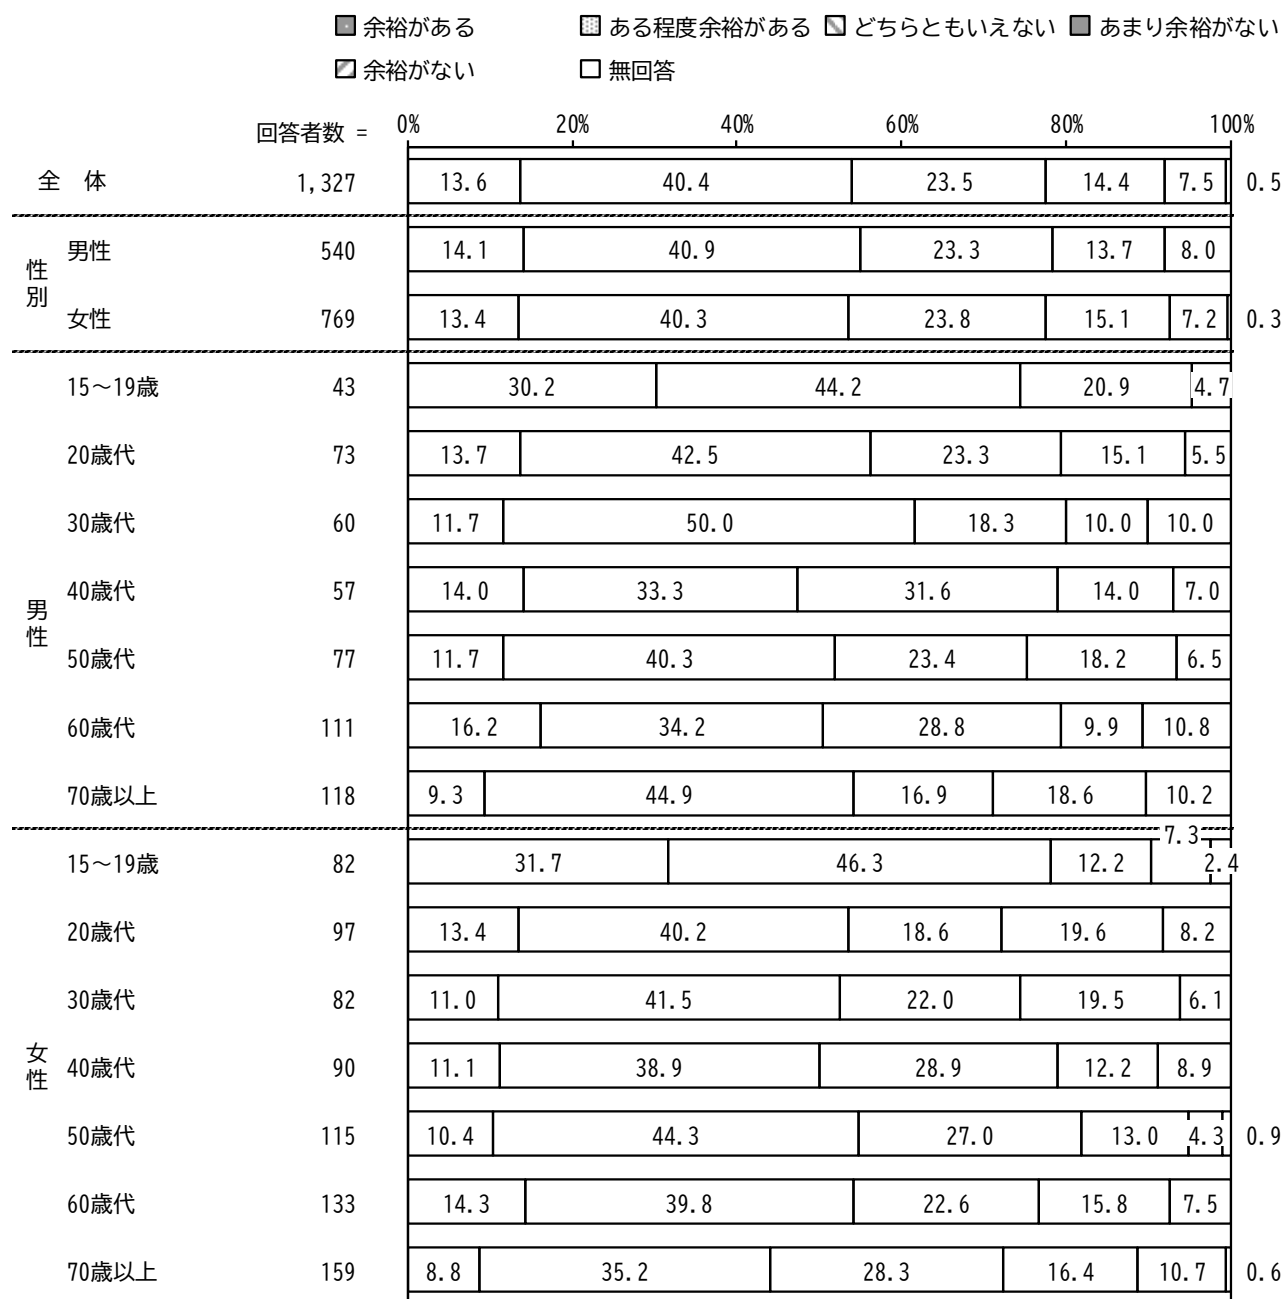 余裕がある ある程度余裕がある どちらともいえない あまり余裕がない
余裕がない 無回答
回答者数 = 0% 20% 40% 60% 80% 100%
全 体 1,327 13.6 40.4 23.5 14.4 7.5 0.5
性別
男性 540 14.1 40.9 23.3 13.7 8.0
女性 769 13.4 40.3 23.8 15.1 7.2 0.3
男性
15～19歳 43 30.2 44.2 20.9 4.7
20歳代 73 13.7 42.5 23.3 15.1 5.5
30歳代 60 11.7 50.0 18.3 10.0 10.0
40歳代 57 14.0 33.3 31.6 14.0 7.0
50歳代 77 11.7 40.3 23.4 18.2 6.5
60歳代 111 16.2 34.2 28.8 9.9 10.8
70歳以上 118 9.3 44.9 16.9 18.6 10.2
女性
15～19歳 82 31.7 46.3 12.2 7.3 2.4
20歳代 97 13.4 40.2 18.6 19.6 8.2
30歳代 82 11.0 41.5 22.0 19.5 6.1
40歳代 90 11.1 38.9 28.9 12.2 8.9
50歳代 115 10.4 44.3 27.0 13.0 4.3 0.9
60歳代 133 14.3 39.8 22.6 15.8 7.5
70歳以上 159 8.8 35.2 28.3 16.4 10.7 0.6